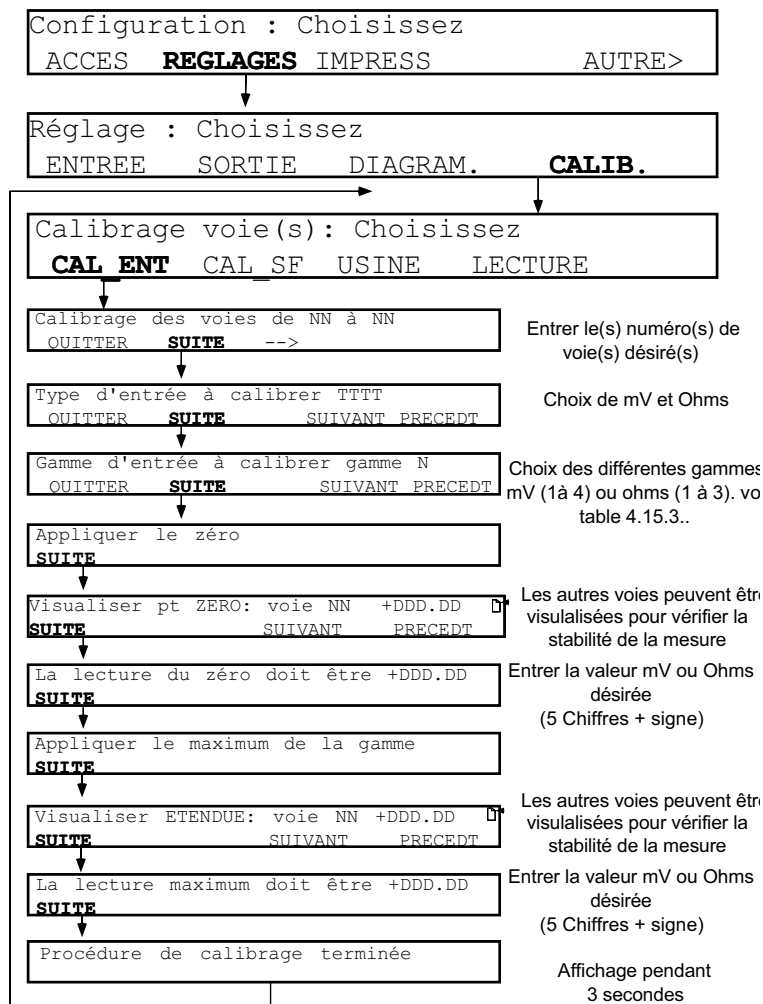 Configuration : Choisissez
ACCES REGLAGES IMPRESS AUTRE>
Réglage : Choisissez
ENTREE SORTIE DIAGRAM. CALIB.
Calibrage voie(s): Choisissez
CAL_ENT CAL_SF USINE LECTURE
Calibrage des voies de NN à NN
QUITTER SUITE -->
Entrer le(s) numéro(s) de
voie(s) désiré(s)
Type d'entrée à calibrer TTTT
QUITTER SUITE SUIVANT PRECEDT
Choix de mV et Ohms
Gamme d'entrée à calibrer gamme N
QUITTER SUITE SUIVANT PRECEDT
Choix des différentes gammes
mV (1à 4) ou ohms (1 à 3). vo
table 4.15.3..
Appliquer le zéro
SUITE
Visualiser pt ZERO: voie NN +DDD.DD
SUITE SUIVANT PRECEDT
Les autres voies peuvent êtr
visulalisées pour vérifier la
stabilité de la mesure
La lecture du zéro doit être +DDD.DD
SUITE
Entrer la valeur mV ou Ohms
désirée
(5 Chiffres + signe)
Appliquer le maximum de la gamme
SUITE
Visualiser ETENDUE: voie NN +DDD.DD
SUITE SUIVANT PRECEDT
Les autres voies peuvent êtr
visulalisées pour vérifier la
stabilité de la mesure
La lecture maximum doit être +DDD.DD
SUITE
Entrer la valeur mV ou Ohms
désirée
(5 Chiffres + signe)
Procédure de calibrage terminée
Affichage pendant
3 secondes